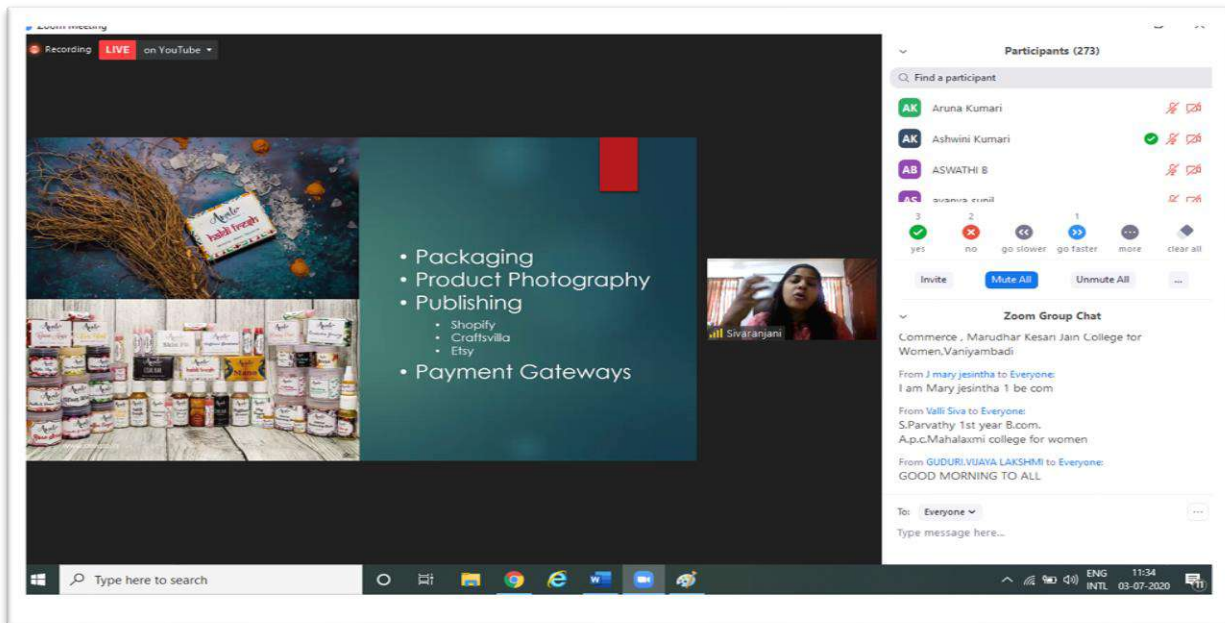 Zoom Meeting
Recording LIVE on YouTube
haldi fresh
haldi fresh
• Packaging
• Product Photography
• Publishing
• Shopify
• Craftsvilla
• Etsy
• Payment Gateways
Sivaranjani
Participants (273)
Find a participant
AK Aruna Kumari
AK Ashwini Kumari
AB ASWATHI B
AS
3 2 1
yes no go slower go faster more clear all
Invite Mute All Unmute All ...
Zoom Group Chat
Commerce , Marudhar Kesari Jain College for
Women,Vaniyambadi
From J mary jesintha to Everyone:
I am Mary jesintha 1 be com
From Valli Siva to Everyone:
S.Parvathy 1st year B.com.
A.p.c.Mahalaxmi college for women
From GUDURI.VIJAYA LAKSHMI to Everyone:
GOOD MORNING TO ALL
To: Everyone
Type message here...
Type here to search
ENG 11:34
INTL 03-07-2020